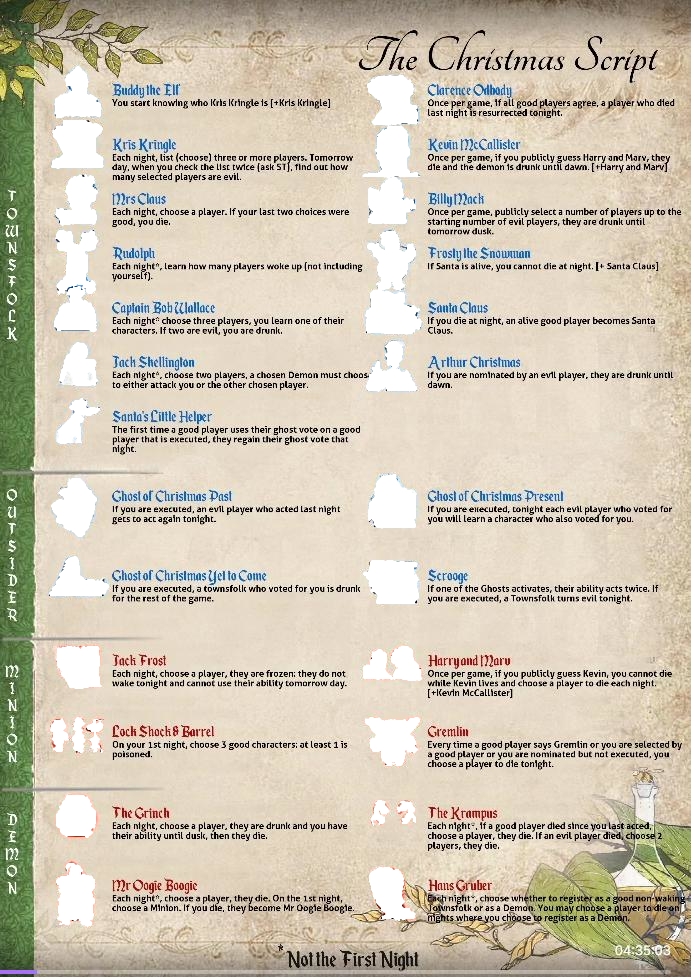 The Christmas Script
TOWNSFOLK
Buddy the Elf
You start knowing who Kris Kringle is [+Kris Kringle]
Kris Kringle
Each night, list (choose) three or more players. Tomorrow
day, when you check the list twice (ask ST), find out how
many selected players are evil.
Mrs Claus
Each night, choose a player. If your last two choices were
good, you die.
Rudolph
Each night*, learn how many players woke up (not including
yourself).
Captain Bob Wallace
Each night* choose three players, you learn one of their
characters. If two are evil, you are drunk.
Jack Shellington
Each night*, choose two players, a chosen Demon must choos
to either attack you or the other chosen player.
Santa's Little Helper
The first time a good player uses their ghost vote on a good
player that is executed, they regain their ghost vote that
night.
Clarence Odbody
Once per game, if all good players agree, a player who died
last night is resurrected tonight.
Kevin McCallister
Once per game, if you publicly guess Harry and Marv, they
die and the demon is drunk until dawn. [+Harry and Marv]
Billy Mack
Once per game, publicly select a number of players up to the
starting number of evil players, they are drunk until
tomorrow dusk.
Frosty the Snowman
If Santa is alive, you cannot die at night. [+ Santa Claus]
Santa Claus
If you die at night, an alive good player becomes Santa
Claus.
Arthur Christmas
If you are nominated by an evil player, they are drunk until
dawn.
OUTSIDER
Ghost of Christmas Past
If you are executed, an evil player who acted last night
gets to act again tonight.
Ghost of Christmas Yet to Come
If you are executed, a townsfolk who voted for you is drunk
for the rest of the game.
Ghost of Christmas Present
If you are executed, tonight each evil player who voted for
you will learn a character who also voted for you.
Scrooge
If one of the Ghosts activates, their ability acts twice. If
you are executed, a Townsfolk turns evil tonight.
MINION
Jack Frost
Each night, choose a player, they are frozen: they do not
wake tonight and cannot use their ability tomorrow day.
Lock Shock & Barrel
On your 1st night, choose 3 good characters: at least 1 is
poisoned.
Harry and Marv
Once per game, if you publicly guess Kevin, you cannot die
while Kevin lives and choose a player to die each night.
[+Kevin McCallister]
Gremlin
Every time a good player says Gremlin or you are selected by
a good player or you are nominated but not executed, you
choose a player to die tonight.
DEMON
The Grinch
Each night, choose a player, they are drunk and you have
their ability until dusk, then they die.
Mr Oogie Boogie
Each night*, choose a player, they die. On the 1st night,
choose a Minion. If you die, they become Mr Oogie Boogie.
The Krampus
Each night*, if a good player died since you last acted,
choose a player. If an evil player died, choose 2
players, they die.
Hans Gruber
Each night*, choose whether to register as a good non-waking
Townsfolk or as a Demon. You may choose a player to die on
nights where you choose to register as a Demon.
*Not the First Night
04:35:03